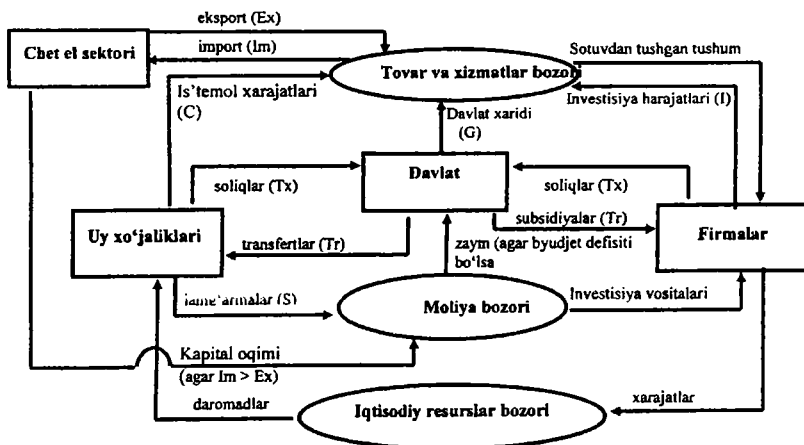 eksport (Ex)
Chet el sektori
import (Im)
Tovar va xizmatlar bozori
Sotuvdan tushgan tushum
Is'temol xarajatlari
(C)
Davlat xaridi
(G)
Investisiya harajatlari (I)
soliqlar (Tx)
Davlat
soliqlar (Tx)
Uy xo'jaliklari
transfertlar (Tr)
subsidiyalar (Tr)
Firmalar
zaym (agar byudjet defisiti
bo'lsa
jamg'armalar (S)
Moliya bozori
Investisiya vositalari
Kapital oqimi
(agar Im > Ex)
daromadlar
Iqtisodiy resurslar bozori
xarajatlar